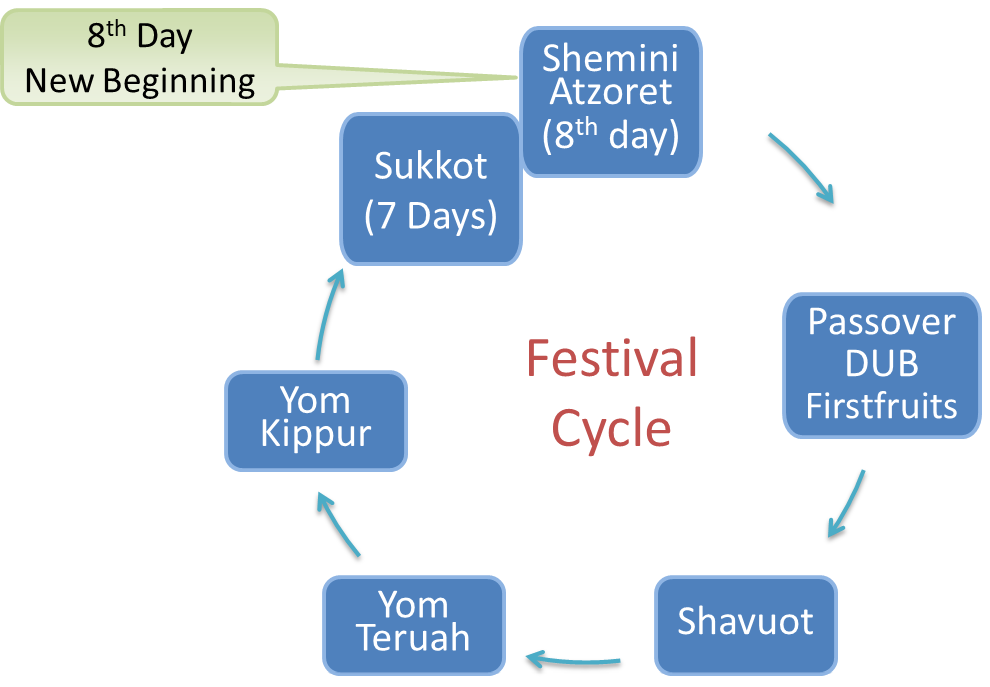 8th Day
New Beginning
Shemini
Atzoret
(8th day)
Sukkot
(7 Days)
Passover
DUB
Firstfruits
Festival
Cycle
Yom
Kippur
Yom
Teruah
Shavuot